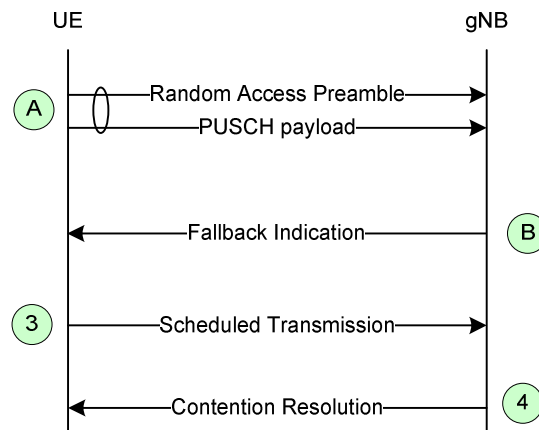 UE
gNB
A
Random Access Preamble
PUSCH payload
Fallback Indication
B
3
Scheduled Transmission
4
Contention Resolution